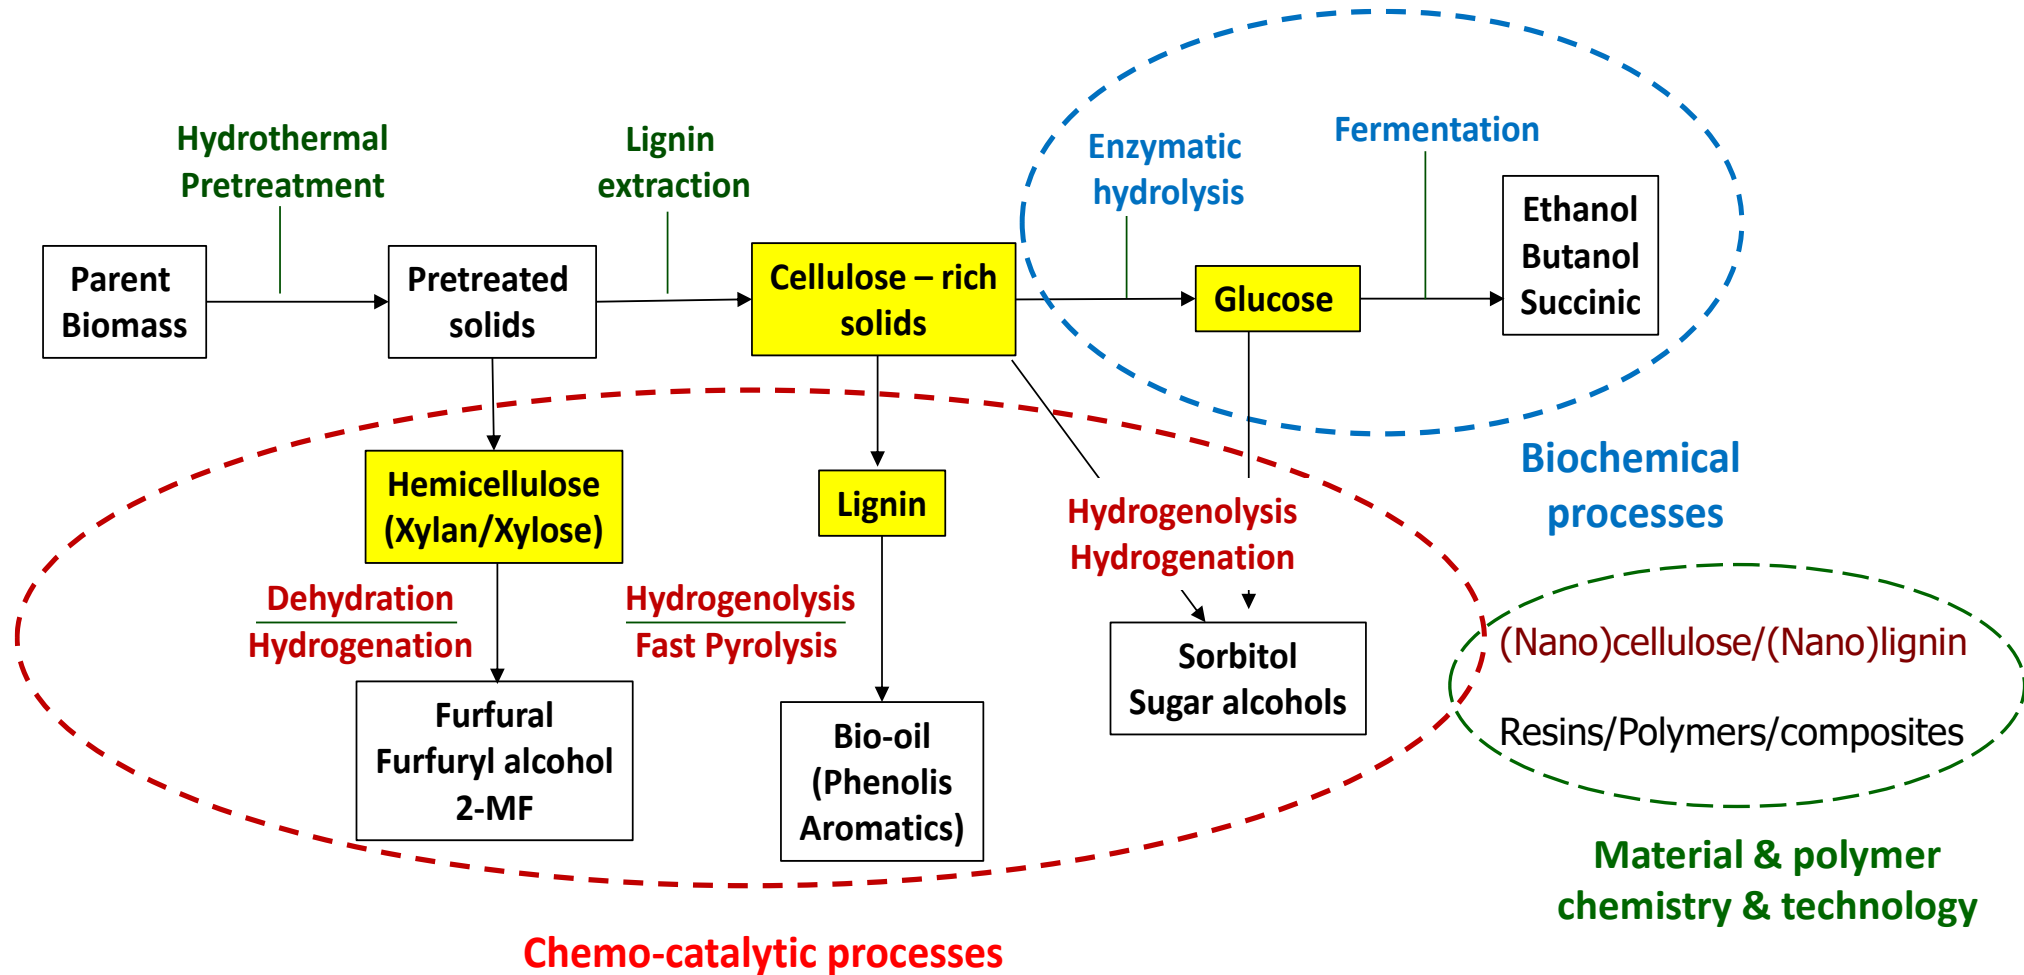 Hydrothermal
Pretreatment
Lignin
extraction
Enzymatic
hydrolysis
Fermentation
Parent
Biomass
Pretreated
solids
Cellulose – rich
solids
Glucose
Ethanol
Butanol
Succinic
Biochemical
processes
Hemicellulose
(Xylan/Xylose)
Lignin
Hydrogenolysis
Hydrogenation
Dehydration
Hydrogenation
Hydrogenolysis
Fast Pyrolysis
Furfural
Furfuryl alcohol
2-MF
Bio-oil
(Phenolis
Aromatics)
Sorbitol
Sugar alcohols
(Nano)cellulose/(Nano)lignin
Resins/Polymers/composites
Material & polymer
chemistry & technology
Chemo-catalytic processes